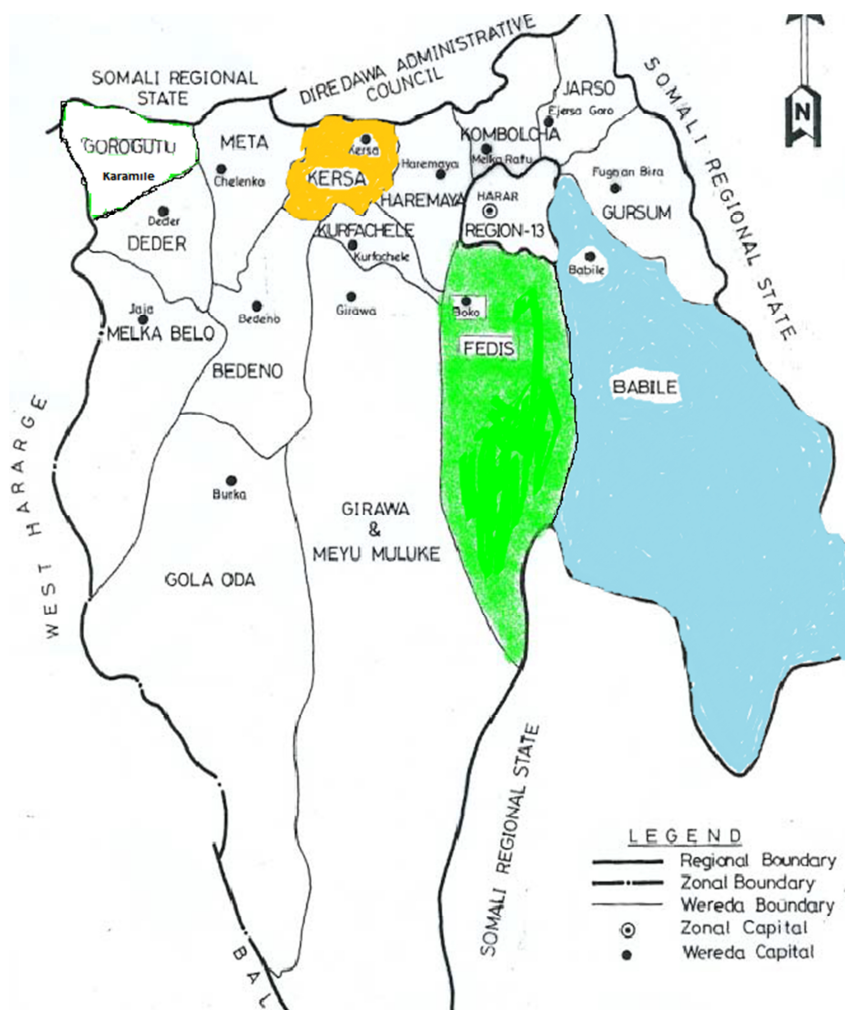 SOMALI REGIONAL
STATE
DIREDAWA ADMINISTRATIVE
COUNCIL
SOMALI REGIONAL STATE
N
JARSO
Ejersa Goro
GOROGUTU
Karamile
META
Chelenka
Kersa
KERSA
KOMBOLCHA
Melka Rafu
Haremaya
HAREMAYA
Fugnan Bira
GURSUM
HARAR
REGION-13
Deder
DEDER
KURFACHELE
Kurfachele
Babile
BABILE
Jaja
MELKA BELO
Bedeno
BEDENO
Girawa
Boko
FEDIS
WEST HARARGE
Burka
GOLA ODA
GIRAWA
&
MEYU MULUKE
SOMALI REGIONAL STATE
BAL
LEGEND
Regional Boundary
Zonal Boundary
Wereda Boundary
Zonal Capital
Wereda Capital